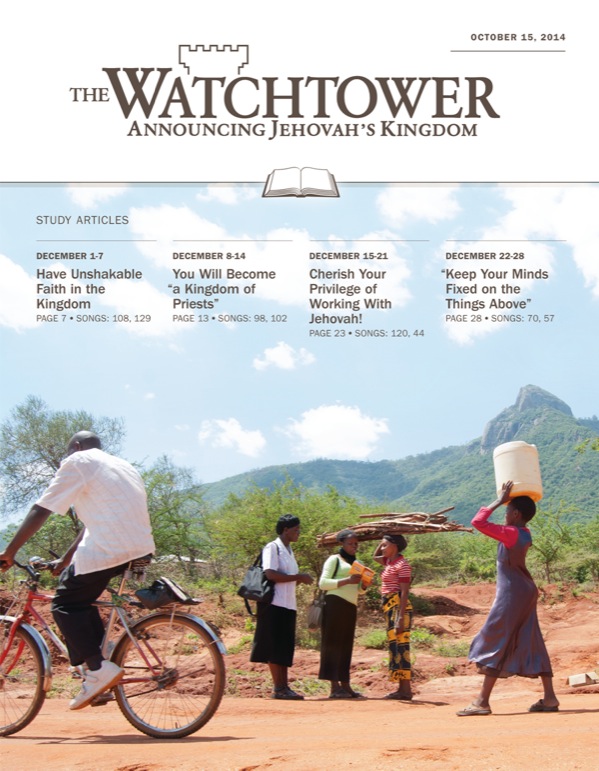 OCTOBER 15, 2014
THE WATCHTOWER
ANNOUNCING JEHOVAH'S KINGDOM
STUDY ARTICLES
DECEMBER 1-7
Have Unshakable
Faith in the
Kingdom
PAGE 7 • SONGS: 108, 129
DECEMBER 8-14
You Will Become
“a Kingdom of
Priests”
PAGE 13 • SONGS: 98, 102
DECEMBER 15-21
Cherish Your
Privilege of
Working With
Jehovah!
PAGE 23 • SONGS: 120, 44
DECEMBER 22-28
“Keep Your Minds
Fixed on the
Things Above”
PAGE 28 • SONGS: 70, 57